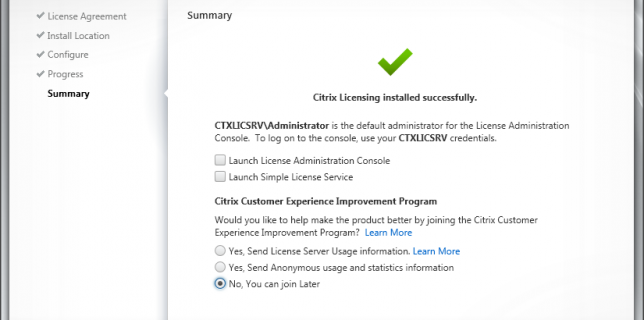 License Agreement
Install Location
Configure
Progress
Summary
Summary
Citrix Licensing installed successfully.
CTXLICSRV\Administrator is the default administrator for the License Administration
Console. To log on to the console, use your CTXLICSRV credentials.
Launch License Administration Console
Launch Simple License Service
Citrix Customer Experience Improvement Program
Would you like to help make the product better by joining the Citrix Customer
Experience Improvement Program? Learn More
Yes, Send License Server Usage information. Learn More
Yes, Send Anonymous usage and statistics information
No, You can join Later